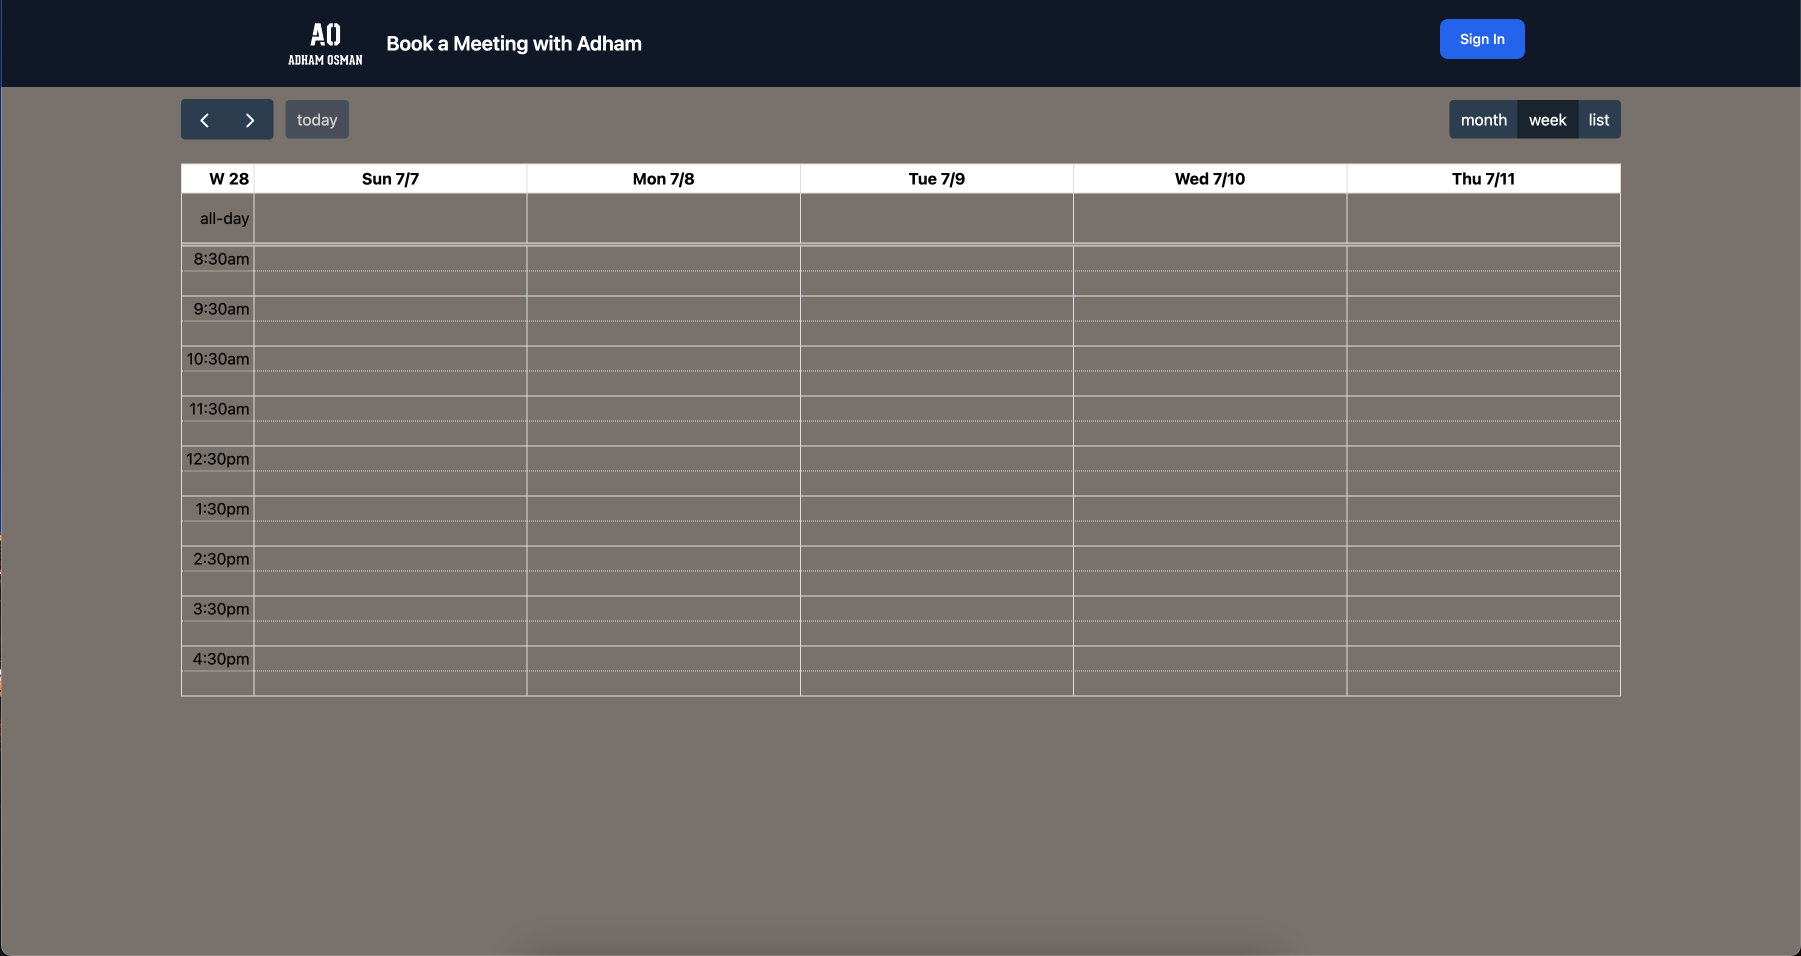 AO
ADHAM OSMAN
Book a Meeting with Adham
Sign In
today
month week list
W 28 Sun 7/7 Mon 7/8 Tue 7/9 Wed 7/10 Thu 7/11
all-day
8:30am
9:30am
10:30am
11:30am
12:30pm
1:30pm
2:30pm
3:30pm
4:30pm